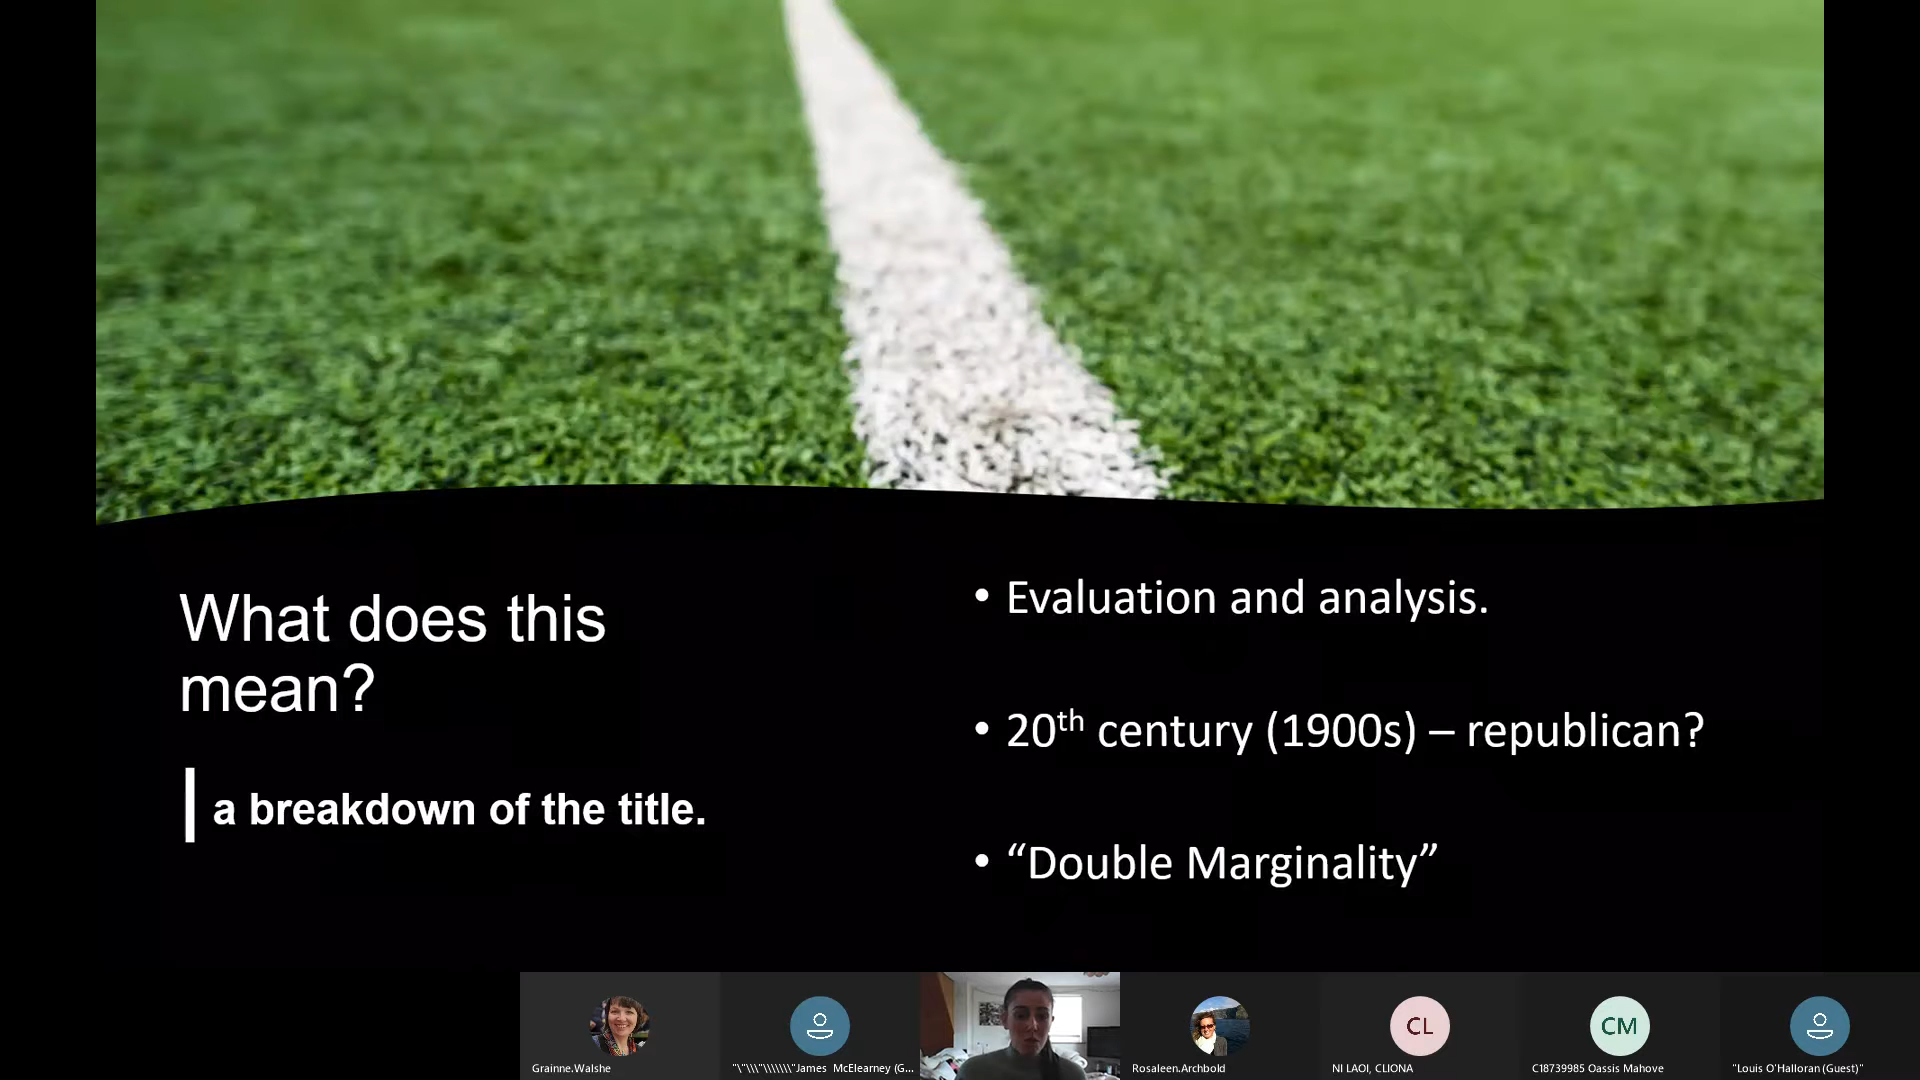 What does this
mean?
a breakdown of the title.
• Evaluation and analysis.
• 20th century (1900s) – republican?
• “Double Marginality”
Grainne.Walshe
"\"\\\"\\\\\\\"James McElearney (G...
Rosaleen.Archbold
CL
NI LAOI, CLIONA
CM
C18739985 Oassis Mahove
"Louis O'Halloran (Guest)"